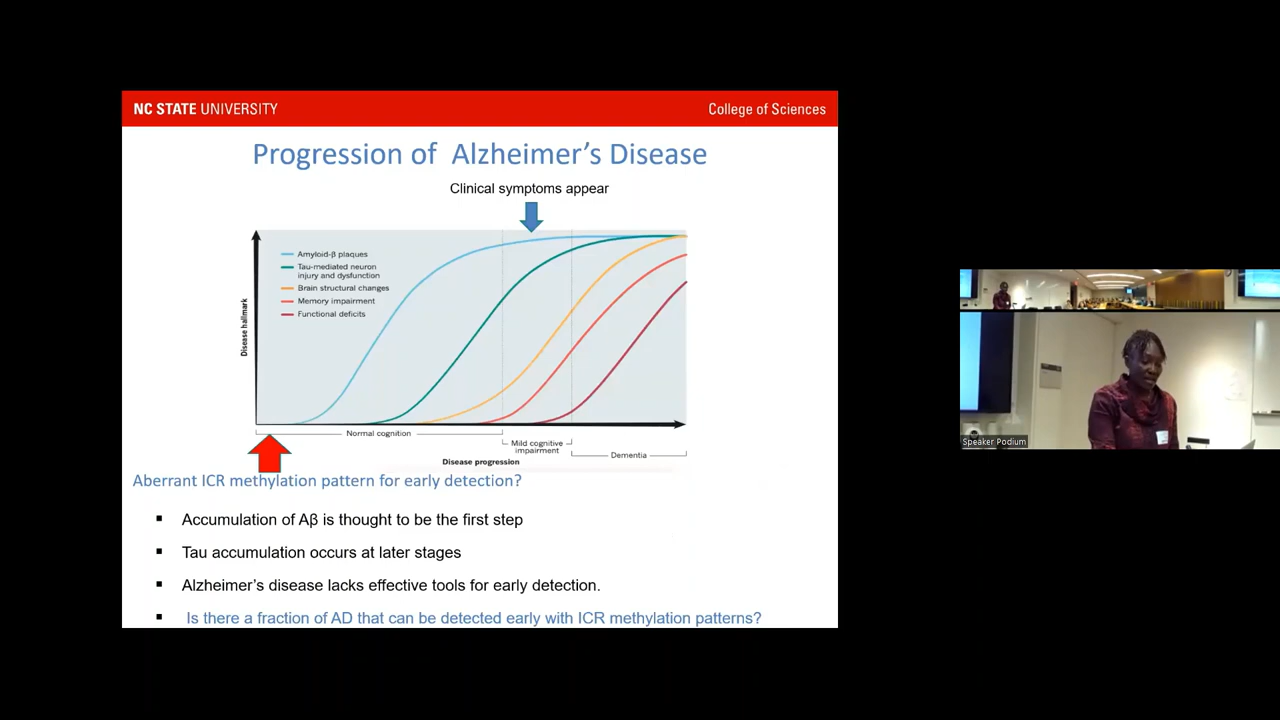 NC STATE UNIVERSITY
College of Sciences
Progression of Alzheimer's Disease
Clinical symptoms appear
Amyloid-β plaques
Tau-mediated neuron
injury and dysfunction
Brain structural changes
Memory impairment
Functional deficits
Disease hallmark
Normal cognition
Mild cognitive
impairment
Dementia
Disease progression
Aberrant ICR methylation pattern for early detection?
▪ Accumulation of Aβ is thought to be the first step
▪ Tau accumulation occurs at later stages
▪ Alzheimer's disease lacks effective tools for early detection.
▪ Is there a fraction of AD that can be detected early with ICR methylation patterns?
Speaker Podium